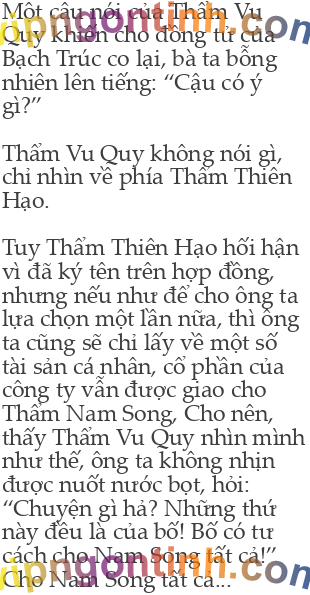 Một câu nói của Thẩm Vu
Quy khiến cho đồng tử của
Bạch Trúc co lại, bà ta bỗng
nhiên lên tiếng: “Cậu có ý
gì?”
Thẩm Vu Quy không nói gì,
chỉ nhìn về phía Thẩm Thiên
Hạo.
Tuy Thẩm Thiên Hạo hối hận
vì đã ký tên trên hợp đồng,
nhưng nếu như để cho ông ta
lựa chọn một lần nữa, thì ông
ta cũng sẽ chỉ lấy về một số
tài sản cá nhân, cổ phần của
công ty vẫn được giao cho
Thẩm Nam Song, Cho nên,
thấy Thẩm Vu Quy nhìn mình
như thế, ông ta không nhịn
được nuốt nước bọt, hỏi:
“Chuyện gì hả? Những thứ
này đều là của bố! Bố có tư
cách cho Nam Song tất cả!”
Cho Nam Song tất cả...